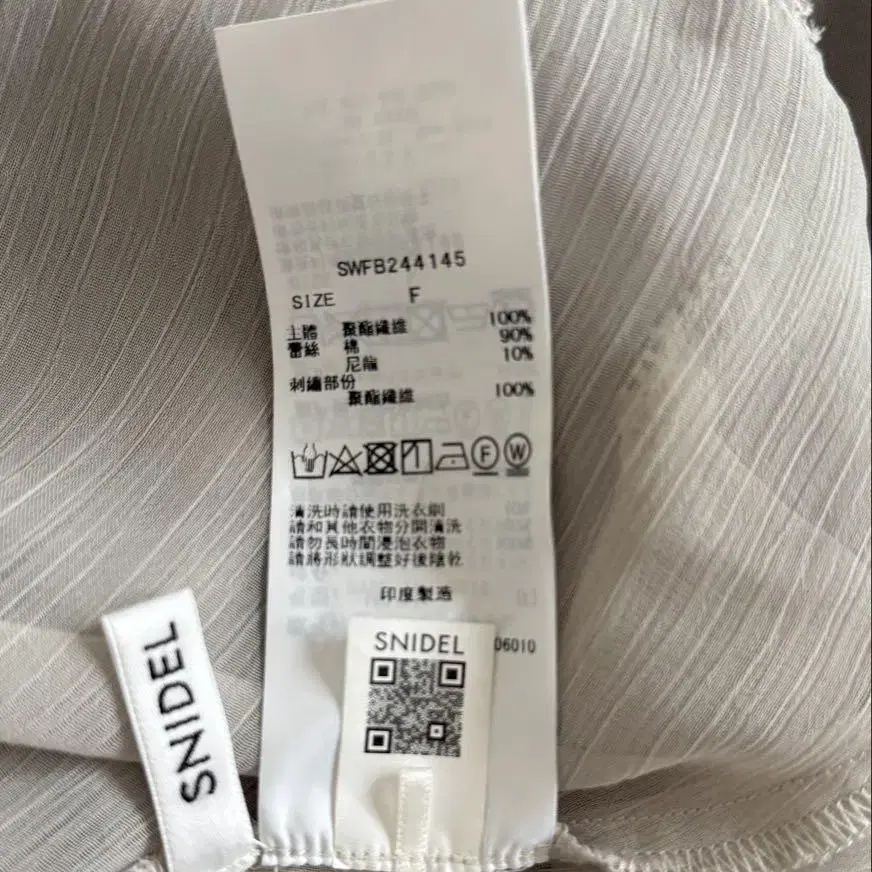 SWFB244145
SIZE F
主體 聚酯纖維 100%
蕾絲 棉 90%
尼龍 10%
刺繡部份
聚酯纖維 100%
F W
清洗時請使用洗衣刷
請和其他衣物分開清洗
請勿長時間浸泡衣物
請將形狀調整好後陰乾
印度製造
06010
SNIDEL
SNIDEL